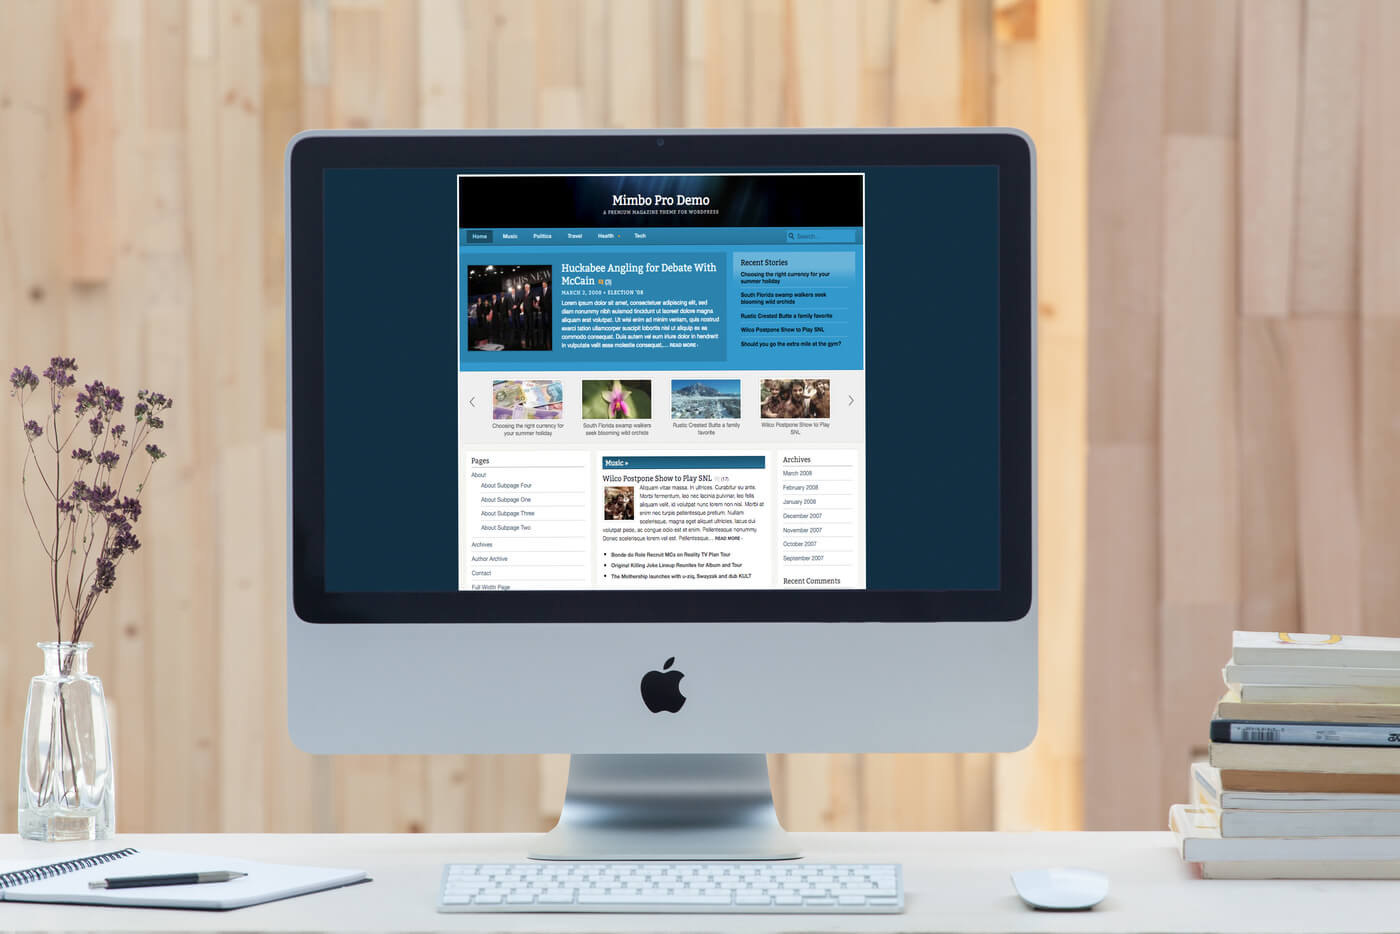 Mimbo Pro Demo
A PREMIUM MAGAZINE THEME FOR WORDPRESS
Home Music Politics Travel Health Tech
Search...
Huckabee Angling for Debate With
McCain
MARCH 2, 2008 • ELECTION '08
Lorem ipsum dolor sit amet, consectetuer adipiscing elit, sed
diam nonummy nibh euismod tincidunt ut laoreet dolore magna
aliquam erat volutpat. Ut wisi enim ad minim veniam, quis nostrud
exerci tation ullamcorper suscipit lobortis nisl ut aliquip ex ea
commodo consequat. Duis autem vel eum iriure dolor in hendrerit
in vulputate velit esse molestie consequat,... READ MORE ›
Recent Stories
Choosing the right currency for your
summer holiday
South Florida swamp walkers seek
blooming wild orchids
Rustic Crested Butte a family favorite
Wilco Postpone Show to Play SNL
Should you go the extra mile at the gym?
Choosing the right currency for
your summer holiday
South Florida swamp walkers
seek blooming wild orchids
Rustic Crested Butte a family
favorite
Wilco Postpone Show to Play
SNL
Pages
About
About Subpage Four
About Subpage One
About Subpage Three
About Subpage Two
Archives
Author Archive
Contact
Full Width Page
Music »
Wilco Postpone Show to Play SNL (17)
Aliquam vitae massa. In ultrices. Curabitur eu ante.
Morbi fermentum, leo nec lacinia pulvinar, leo felis
aliquam velit, id volutpat nunc lorem non nisl. Morbi at
enim nec turpis pellentesque pretium. Nullam
scelerisque, magna eget aliquet ultricies, lacus dui
volutpat pede, ac congue odio est et enim. Pellentesque nonummy.
Donec scelerisque lorem vel est. Pellentesque... READ MORE ›
Bonde do Role Recruit MCs on Reality TV Plan Tour
Original Killing Joke Lineup Reunites for Album and Tour
The Mothership launches with u-ziq, Swayzak and dub KULT
Archives
March 2008
February 2008
January 2008
December 2007
November 2007
October 2007
September 2007
Recent Comments